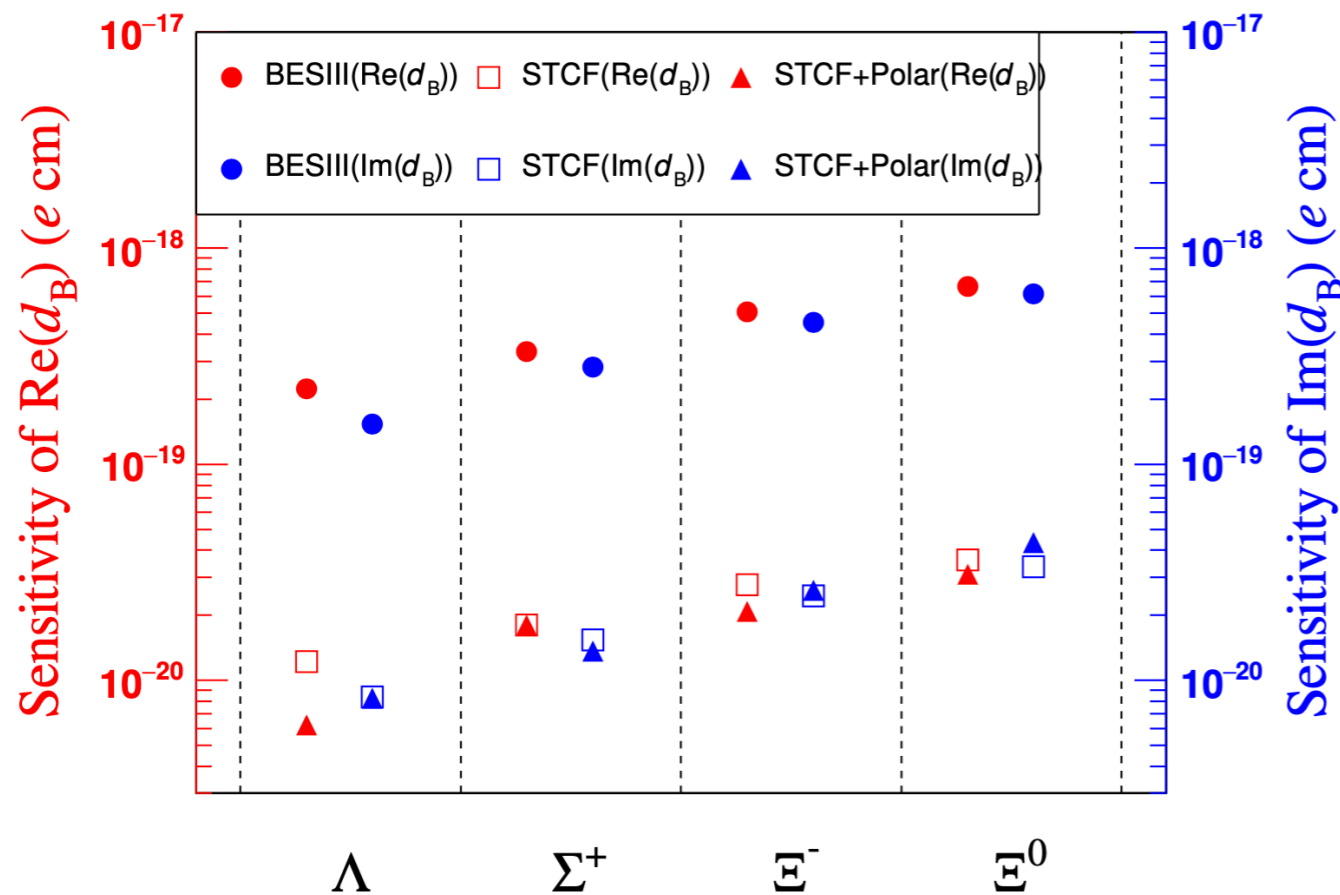 Sensitivity of Re(d_B) (e cm)
10⁻¹⁷
10⁻¹⁸
10⁻¹⁹
10⁻²⁰
BESIII(Re(d_B)) STCF(Re(d_B)) STCF+Polar(Re(d_B))
BESIII(Im(d_B)) STCF(Im(d_B)) STCF+Polar(Im(d_B))
10⁻¹⁷
10⁻¹⁸
10⁻¹⁹
10⁻²⁰
Sensitivity of Im(d_B) (e cm)
Λ Σ⁺ Ξ⁻ Ξ⁰